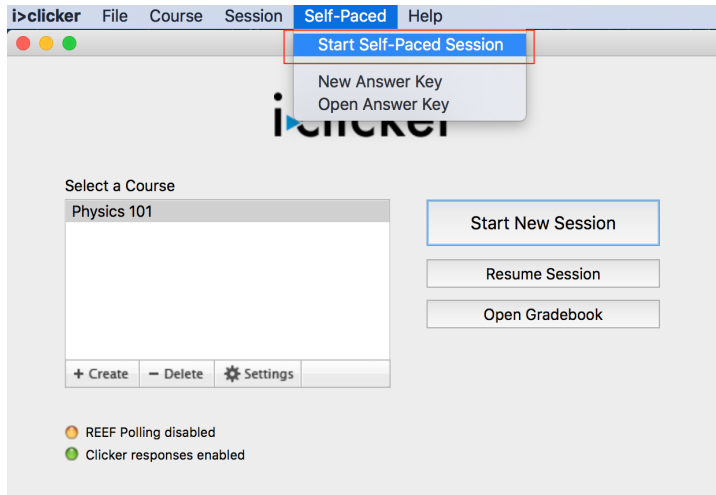 i>clicker File Course Session Self-Paced Help
Start Self-Paced Session
New Answer Key
Open Answer Key
i clicker
Select a Course
Physics 101
Start New Session
Resume Session
Open Gradebook
+ Create − Delete Settings
REEF Polling disabled
Clicker responses enabled